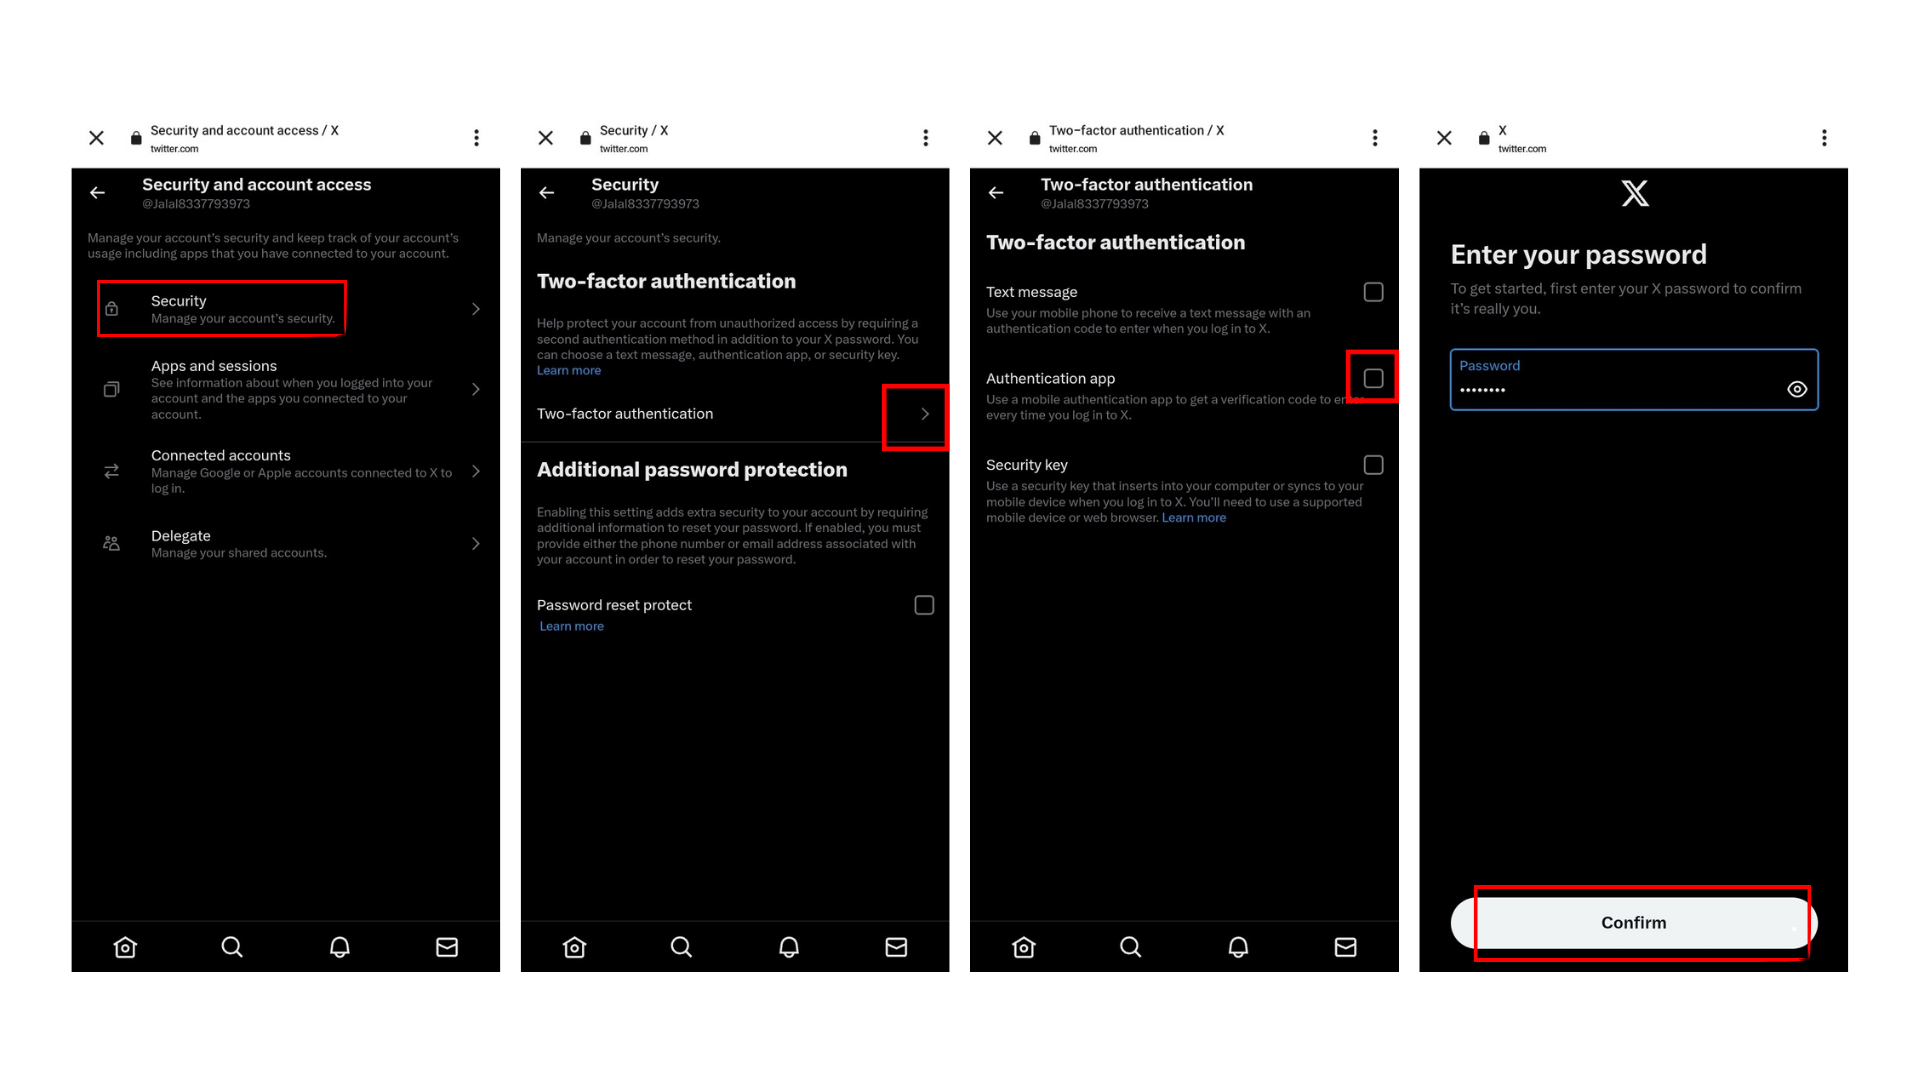 Security and account access / X
twitter.com
Security and account access
@Jalal8337793973
Manage your account's security and keep track of your account's
usage including apps that you have connected to your account.
Security
Manage your account's security.
Apps and sessions
See information about when you logged into your
account and the apps you connected to your
account.
Connected accounts
Manage Google or Apple accounts connected to X to
log in.
Delegate
Manage your shared accounts.
Security / X
twitter.com
Security
@Jalal8337793973
Manage your account's security.
Two-factor authentication
Help protect your account from unauthorized access by requiring a
second authentication method in addition to your X password. You
can choose a text message, authentication app, or security key.
Learn more
Two-factor authentication
Additional password protection
Enabling this setting adds extra security to your account by requiring
additional information to reset your password. If enabled, you must
provide either the phone number or email address associated with
your account in order to reset your password.
Password reset protect
Learn more
Two-factor authentication / X
twitter.com
Two-factor authentication
@Jalal8337793973
Two-factor authentication
Text message
Use your mobile phone to receive a text message with an
authentication code to enter when you log in to X.
Authentication app
Use a mobile authentication app to get a verification code to enter
every time you log in to X.
Security key
Use a security key that inserts into your computer or syncs to your
mobile device when you log in to X. You'll need to use a supported
mobile device or web browser. Learn more
X
twitter.com
X
Enter your password
To get started, first enter your X password to confirm
it's really you.
Password
••••••••
Confirm